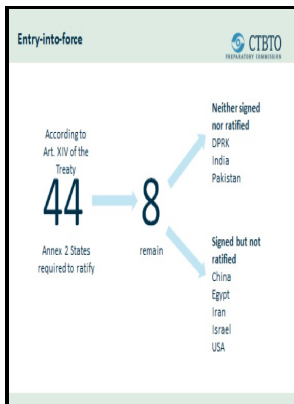 Entry-into-force
CTBTO
PREPARATORY COMMISSION
According to
Art. XIV of the
Treaty
44
Annex 2 States
required to ratify
8
remain
Neither signed
nor ratified
DPRK
India
Pakistan
Signed but not
ratified
China
Egypt
Iran
Israel
USA